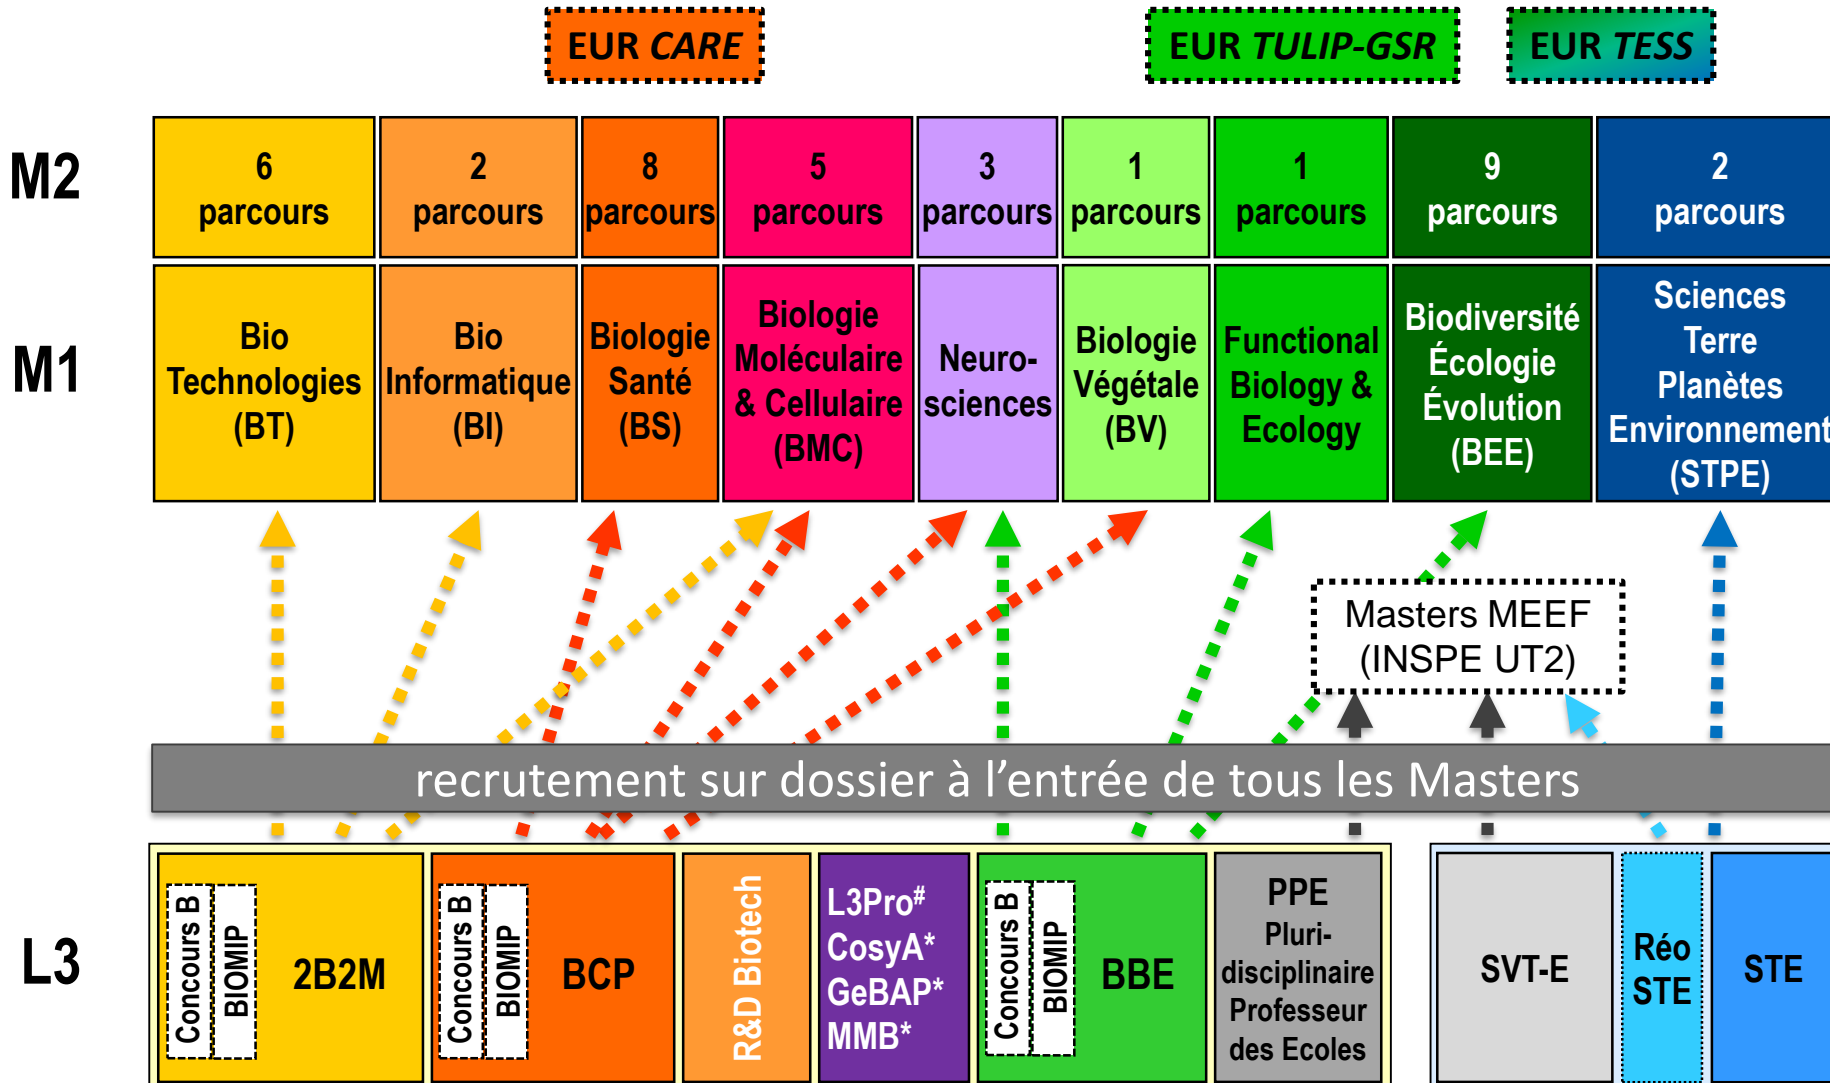 EUR CARE
EUR TULIP-GSR
EUR TESS
M2
6
parcours
2
parcours
8
parcours
5
parcours
3
parcours
1
parcours
1
parcours
9
parcours
2
parcours
M1
Bio
Technologies
(BT)
Bio
Informatique
(BI)
Biologie
Santé
(BS)
Biologie
Moléculaire
& Cellulaire
(BMC)
Neuro-
sciences
Biologie
Végétale
(BV)
Functional
Biology &
Ecology
Biodiversité
Écologie
Évolution
(BEE)
Sciences
Terre
Planètes
Environnement
(STPE)
Masters MEEF
(INSPE UT2)
recrutement sur dossier à l’entrée de tous les Masters
L3
Concours B
BIOMIP
2B2M
Concours B
BIOMIP
BCP
R&D Biotech
L3Pro#
CosyA*
GeBAP*
MMB*
Concours B
BIOMIP
BBE
PPE
Pluri-
disciplinaire
Professeur
des Ecoles
SVT-E
Réo
STE
STE